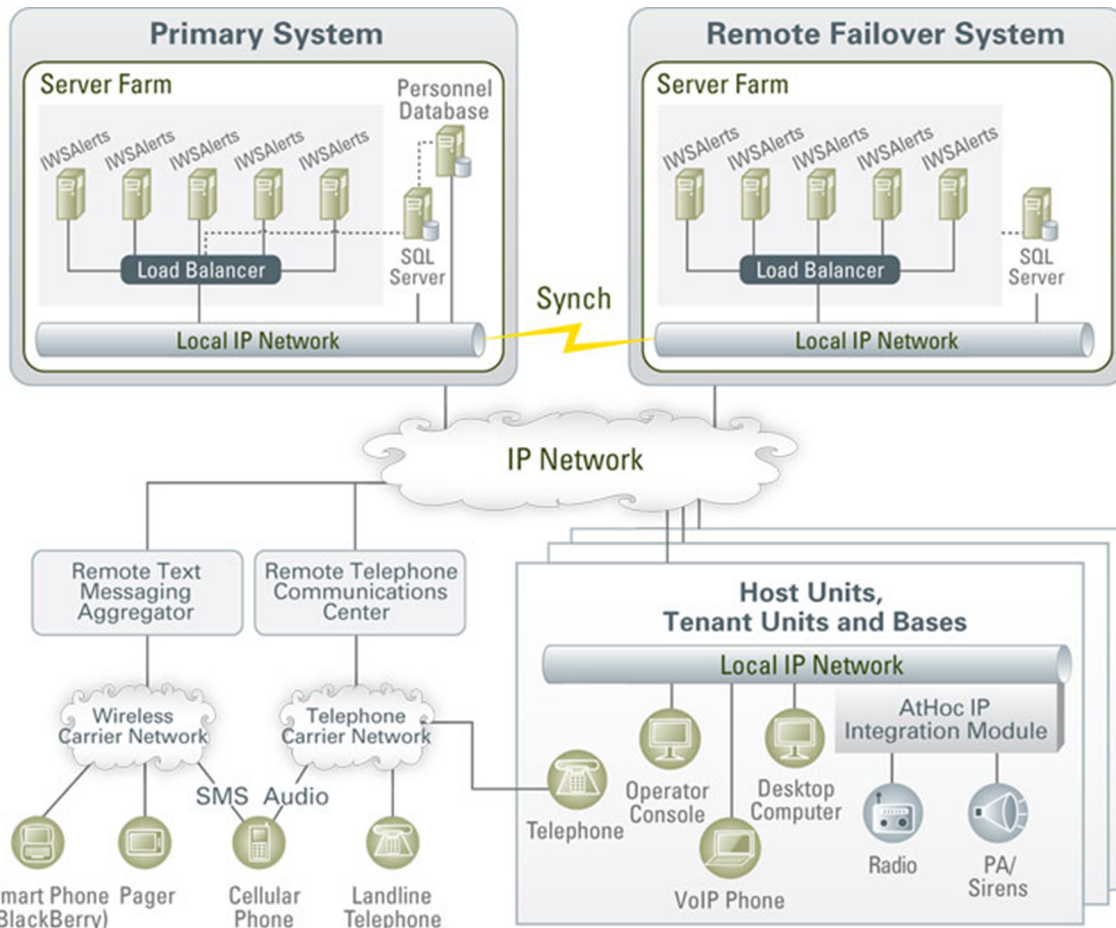 Primary System
Server Farm
Personnel
Database
IWSAlerts
IWSAlerts
IWSAlerts
IWSAlerts
IWSAlerts
Load Balancer
SQL
Server
Local IP Network
Synch
Remote Failover System
Server Farm
IWSAlerts
IWSAlerts
IWSAlerts
IWSAlerts
IWSAlerts
Load Balancer
SQL
Server
Local IP Network
IP Network
Remote Text
Messaging
Aggregator
Remote Telephone
Communications
Center
Wireless
Carrier Network
Telephone
Carrier Network
SMS
Audio
mart Phone
(BlackBerry)
Pager
Cellular
Phone
Landline
Telephone
Host Units,
Tenant Units and Bases
Local IP Network
AtHoc IP
Integration Module
Telephone
Operator
Console
VoIP Phone
Desktop
Computer
Radio
PA/
Sirens